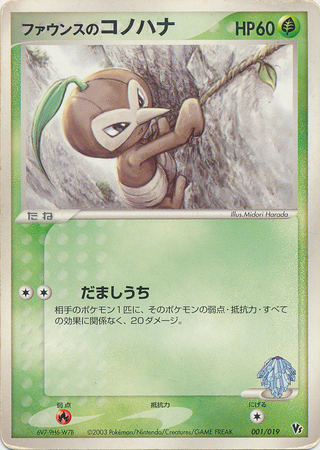 ファウンスのコノハナ HP60
Illus.Midori Harada
たね
だましうち
相手のポケモン1匹に、そのポケモンの弱点・抵抗力・すべて
の効果に関係なく、20ダメージ。
弱点 抵抗力 にげる
©2003 Pokémon/Nintendo/Creatures/GAME FREAK 001/019 VS